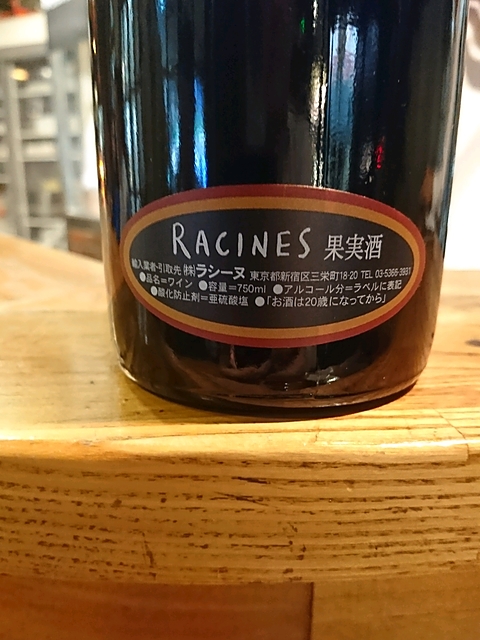 RACINES 果実酒
輸入業者・引取先 (株)ラシーヌ 東京都新宿区三栄町18-20 TEL 03-5366-3931
●品名=ワイン ●容量=750ml ●アルコール分=ラベルに表記
●酸化防止剤=亜硫酸塩 ●「お酒は20歳になってから」